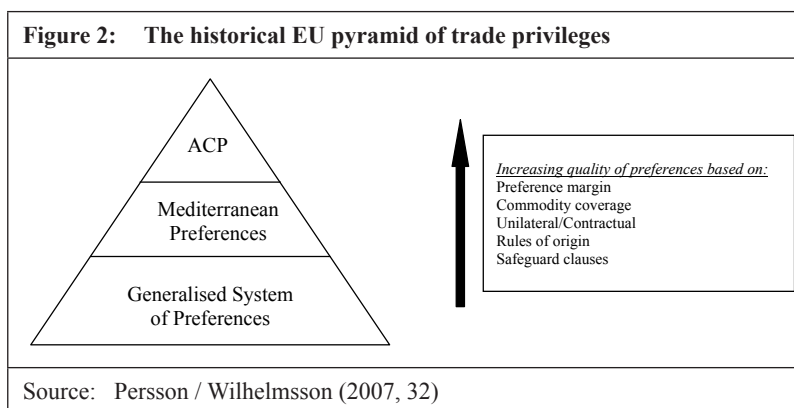 Figure 2: The historical EU pyramid of trade privileges
ACP
Mediterranean
Preferences
Generalised System
of Preferences
Increasing quality of preferences based on:
Preference margin
Commodity coverage
Unilateral/Contractual
Rules of origin
Safeguard clauses
Source: Persson / Wilhelmsson (2007, 32)